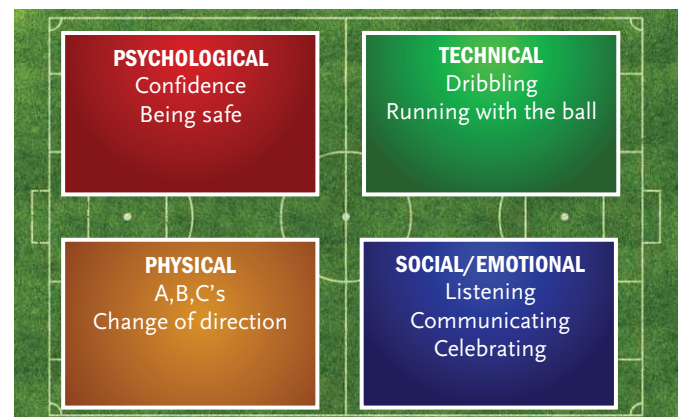 PSYCHOLOGICAL
Confidence
Being safe
TECHNICAL
Dribbling
Running with the ball
PHYSICAL
A,B,C's
Change of direction
SOCIAL/EMOTIONAL
Listening
Communicating
Celebrating